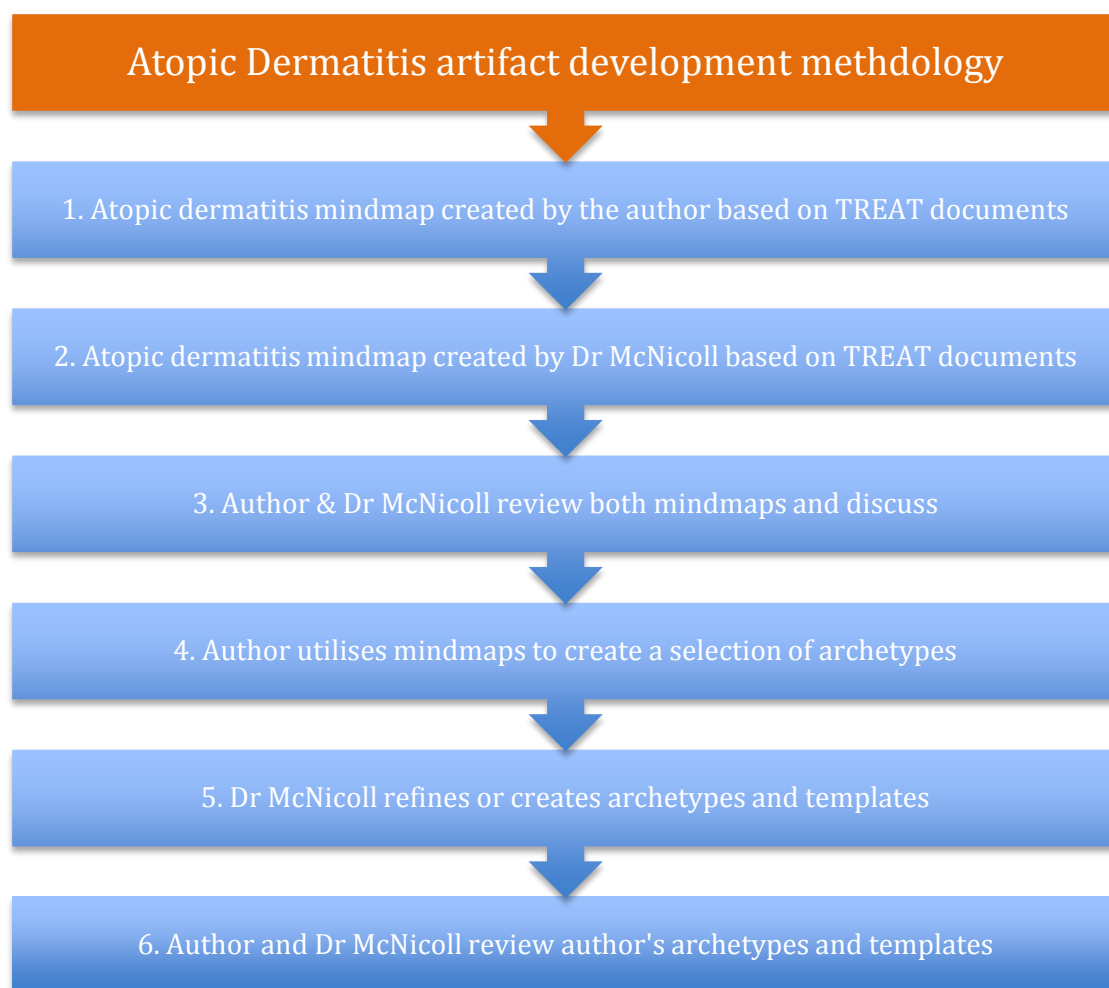 Atopic Dermatitis artifact development methdology
1. Atopic dermatitis mindmap created by the author based on TREAT documents
2. Atopic dermatitis mindmap created by Dr McNicoll based on TREAT documents
3. Author & Dr McNicoll review both mindmaps and discuss
4. Author utilises mindmaps to create a selection of archetypes
5. Dr McNicoll refines or creates archetypes and templates
6. Author and Dr McNicoll review author's archetypes and templates